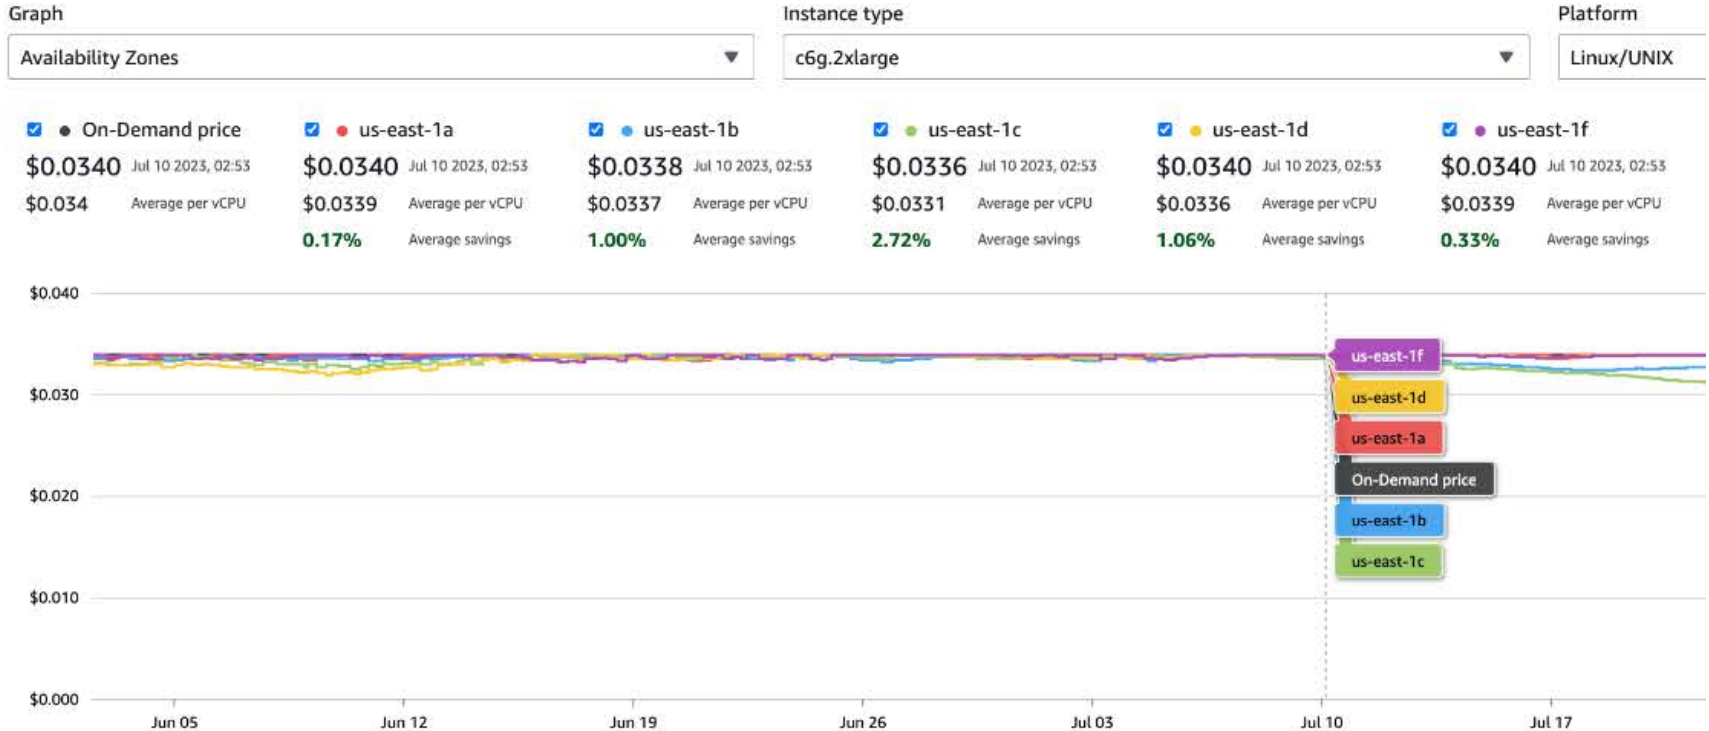 Graph Instance type Platform
Availability Zones c6g.2xlarge Linux/UNIX
On-Demand price us-east-1a us-east-1b us-east-1c us-east-1d us-east-1f
$0.0340 Jul 10 2023, 02:53 $0.0340 Jul 10 2023, 02:53 $0.0338 Jul 10 2023, 02:53 $0.0336 Jul 10 2023, 02:53 $0.0340 Jul 10 2023, 02:53 $0.0340 Jul 10 2023, 02:53
$0.034 Average per vCPU $0.0339 Average per vCPU $0.0337 Average per vCPU $0.0331 Average per vCPU $0.0336 Average per vCPU $0.0339 Average per vCPU
0.17% Average savings 1.00% Average savings 2.72% Average savings 1.06% Average savings 0.33% Average savings
$0.040
us-east-1f
$0.030
us-east-1d
us-east-1a
On-Demand price
$0.020
us-east-1b
us-east-1c
$0.010
$0.000
Jun 05 Jun 12 Jun 19 Jun 26 Jul 03 Jul 10 Jul 17